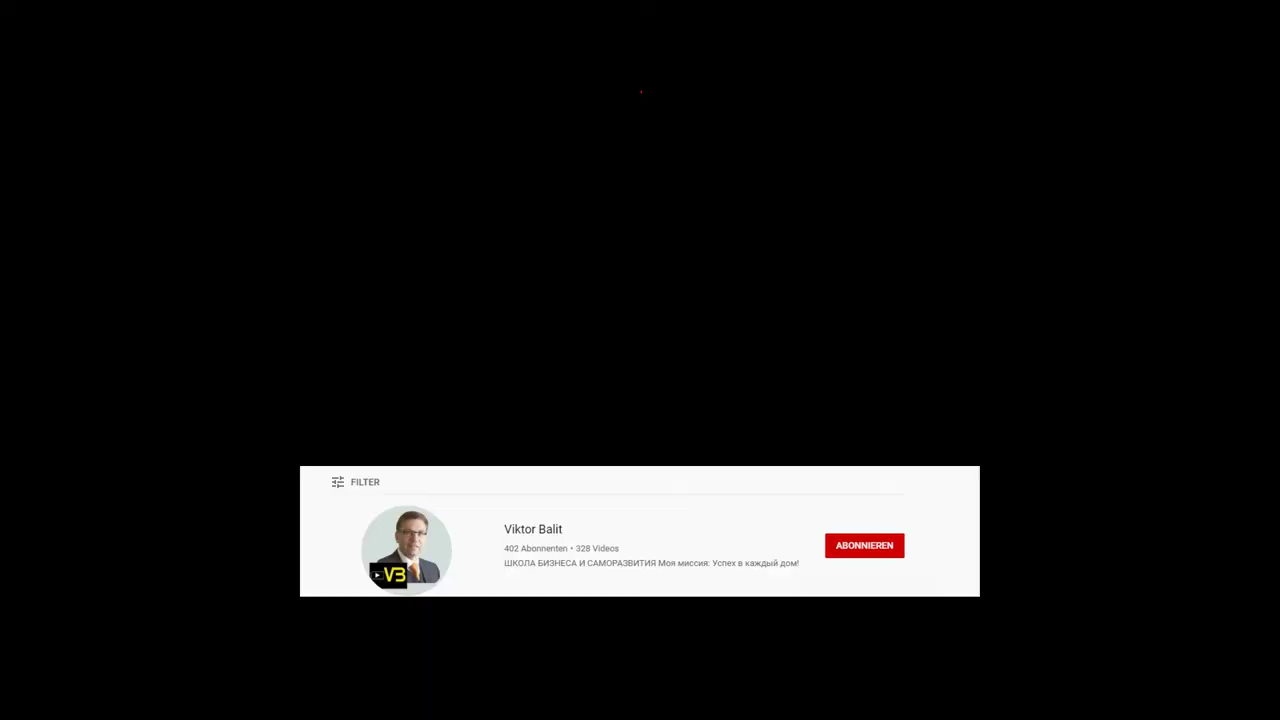 FILTER
Viktor Balit
402 Abonnenten • 328 Videos
ABONNIEREN
ШКОЛА БИЗНЕСА И САМОРАЗВИТИЯ Моя миссия: Успех в каждый дом!
VB